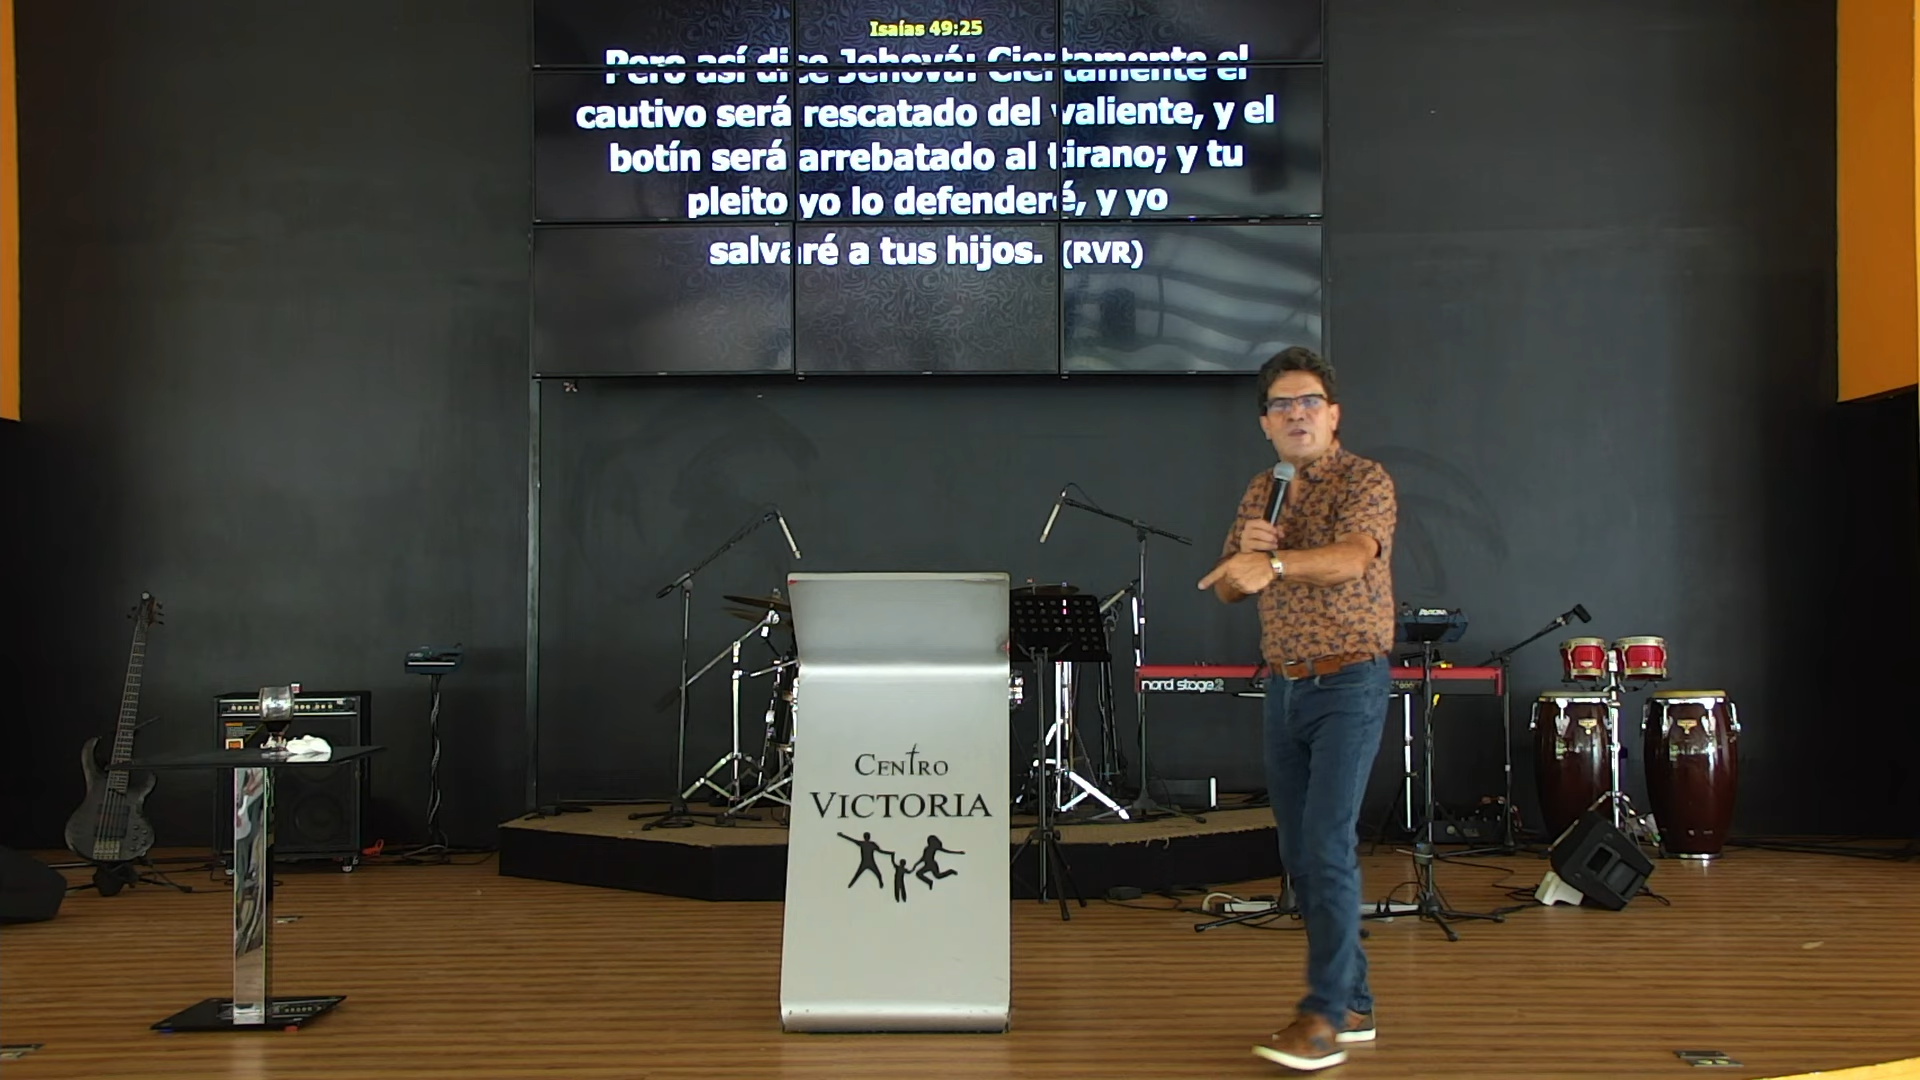 Isaías 49:25
Pero así dice Jehová: Ciertamente el
cautivo será rescatado del valiente, y el
botín será arrebatado al tirano; y tu
pleito yo lo defenderé, y yo
salvaré a tus hijos. (RVR)
nord stage 2
CENTRO
VICTORIA